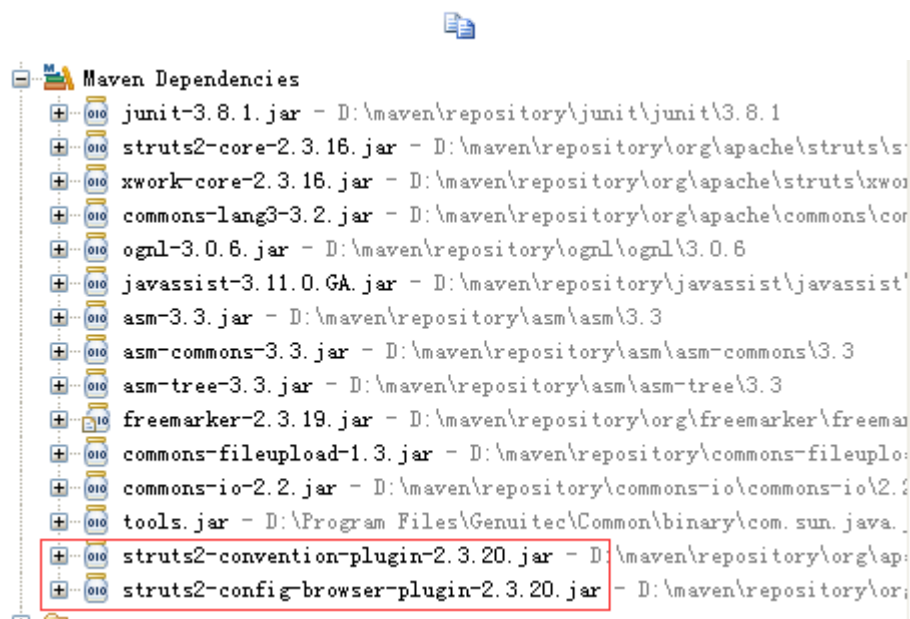 Maven Dependencies
junit-3.8.1.jar - D:\maven\repository\junit\junit\3.8.1
struts2-core-2.3.16.jar - D:\maven\repository\org\apache\struts\s
xwork-core-2.3.16.jar - D:\maven\repository\org\apache\struts\xwo
commons-lang3-3.2.jar - D:\maven\repository\org\apache\commons\co
ognl-3.0.6.jar - D:\maven\repository\ognl\ognl\3.0.6
javassist-3.11.0.GA.jar - D:\maven\repository\javassist\javassist
asm-3.3.jar - D:\maven\repository\asm\asm\3.3
asm-commons-3.3.jar - D:\maven\repository\asm\asm-commons\3.3
asm-tree-3.3.jar - D:\maven\repository\asm\asm-tree\3.3
freemarker-2.3.19.jar - D:\maven\repository\org\freemarker\freema
commons-fileupload-1.3.jar - D:\maven\repository\commons-fileuplo
commons-io-2.2.jar - D:\maven\repository\commons-io\commons-io\2.2
tools.jar - D:\Program Files\Genuitec\Common\binary\com.sun.java.
struts2-convention-plugin-2.3.20.jar - D:\maven\repository\org\ap
struts2-config-browser-plugin-2.3.20.jar - D:\maven\repository\or